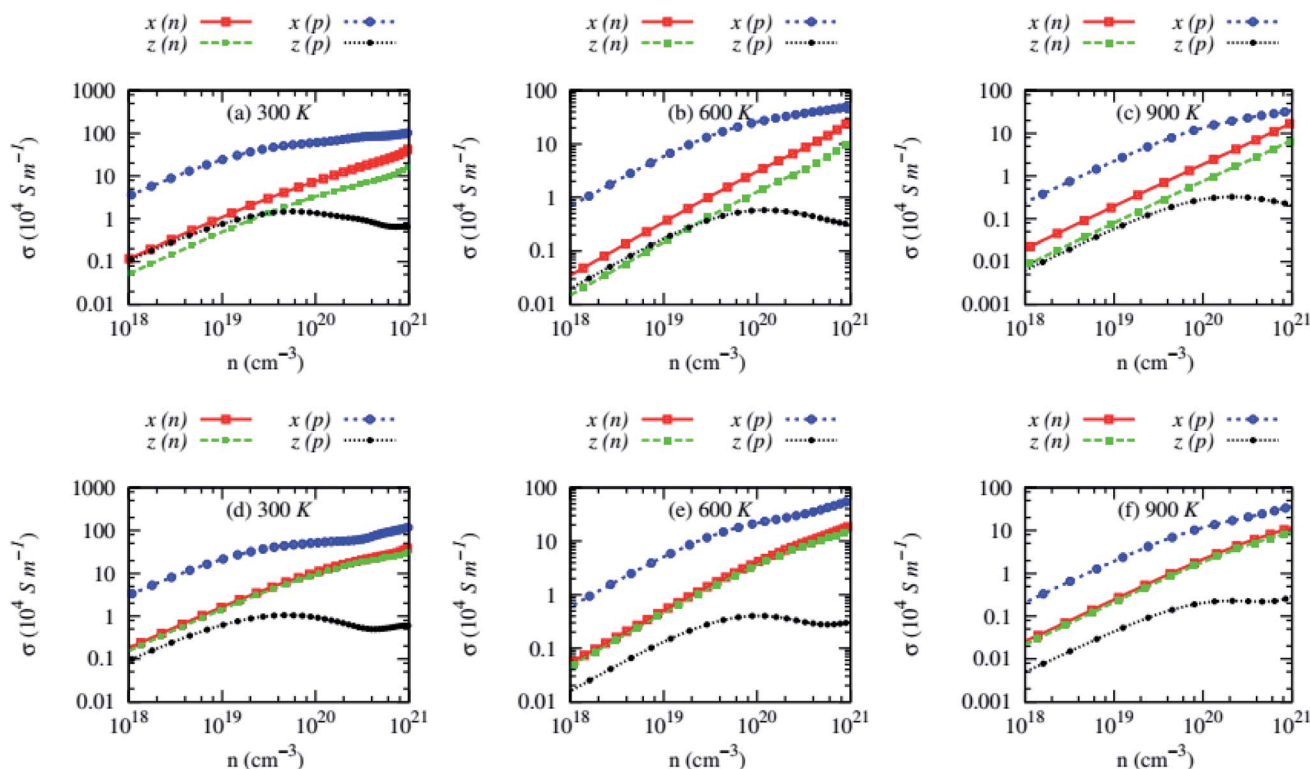 x (n) x (p) x (n) x (p) x (n) x (p)
z (n) z (p) z (n) z (p) z (n) z (p)
(a) 300 K (b) 600 K (c) 900 K
1000 100 10 1 0.1 0.01
σ (10⁴ S m⁻¹)
10¹⁸ 10¹⁹ 10²⁰ 10²¹
n (cm⁻³)
100 10 1 0.1 0.01
σ (10⁴ S m⁻¹)
10¹⁸ 10¹⁹ 10²⁰ 10²¹
n (cm⁻³)
100 10 1 0.1 0.01 0.001
σ (10⁴ S m⁻¹)
10¹⁸ 10¹⁹ 10²⁰ 10²¹
n (cm⁻³)
x (n) x (p) x (n) x (p) x (n) x (p)
z (n) z (p) z (n) z (p) z (n) z (p)
(d) 300 K (e) 600 K (f) 900 K
1000 100 10 1 0.1 0.01
σ (10⁴ S m⁻¹)
10¹⁸ 10¹⁹ 10²⁰ 10²¹
n (cm⁻³)
100 10 1 0.1 0.01
σ (10⁴ S m⁻¹)
10¹⁸ 10¹⁹ 10²⁰ 10²¹
n (cm⁻³)
100 10 1 0.1 0.01 0.001
σ (10⁴ S m⁻¹)
10¹⁸ 10¹⁹ 10²⁰ 10²¹
n (cm⁻³)